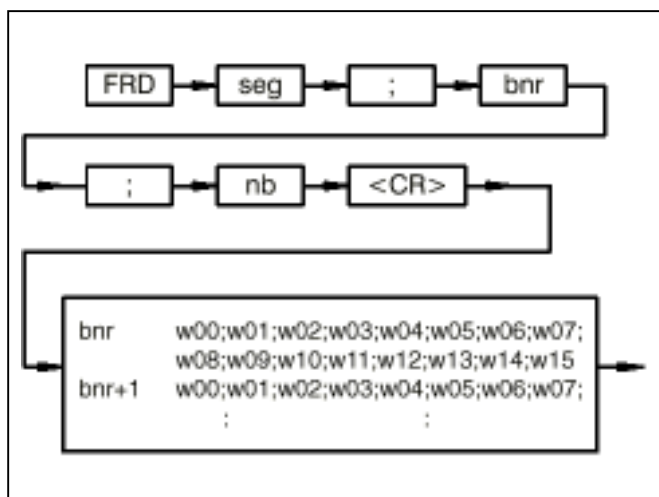 FRD seg ; bnr
; nb <CR>
bnr w00;w01;w02;w03;w04;w05;w06;w07;
w08;w09;w10;w11;w12;w13;w14;w15
bnr+1 w00;w01;w02;w03;w04;w05;w06;w07;
: :